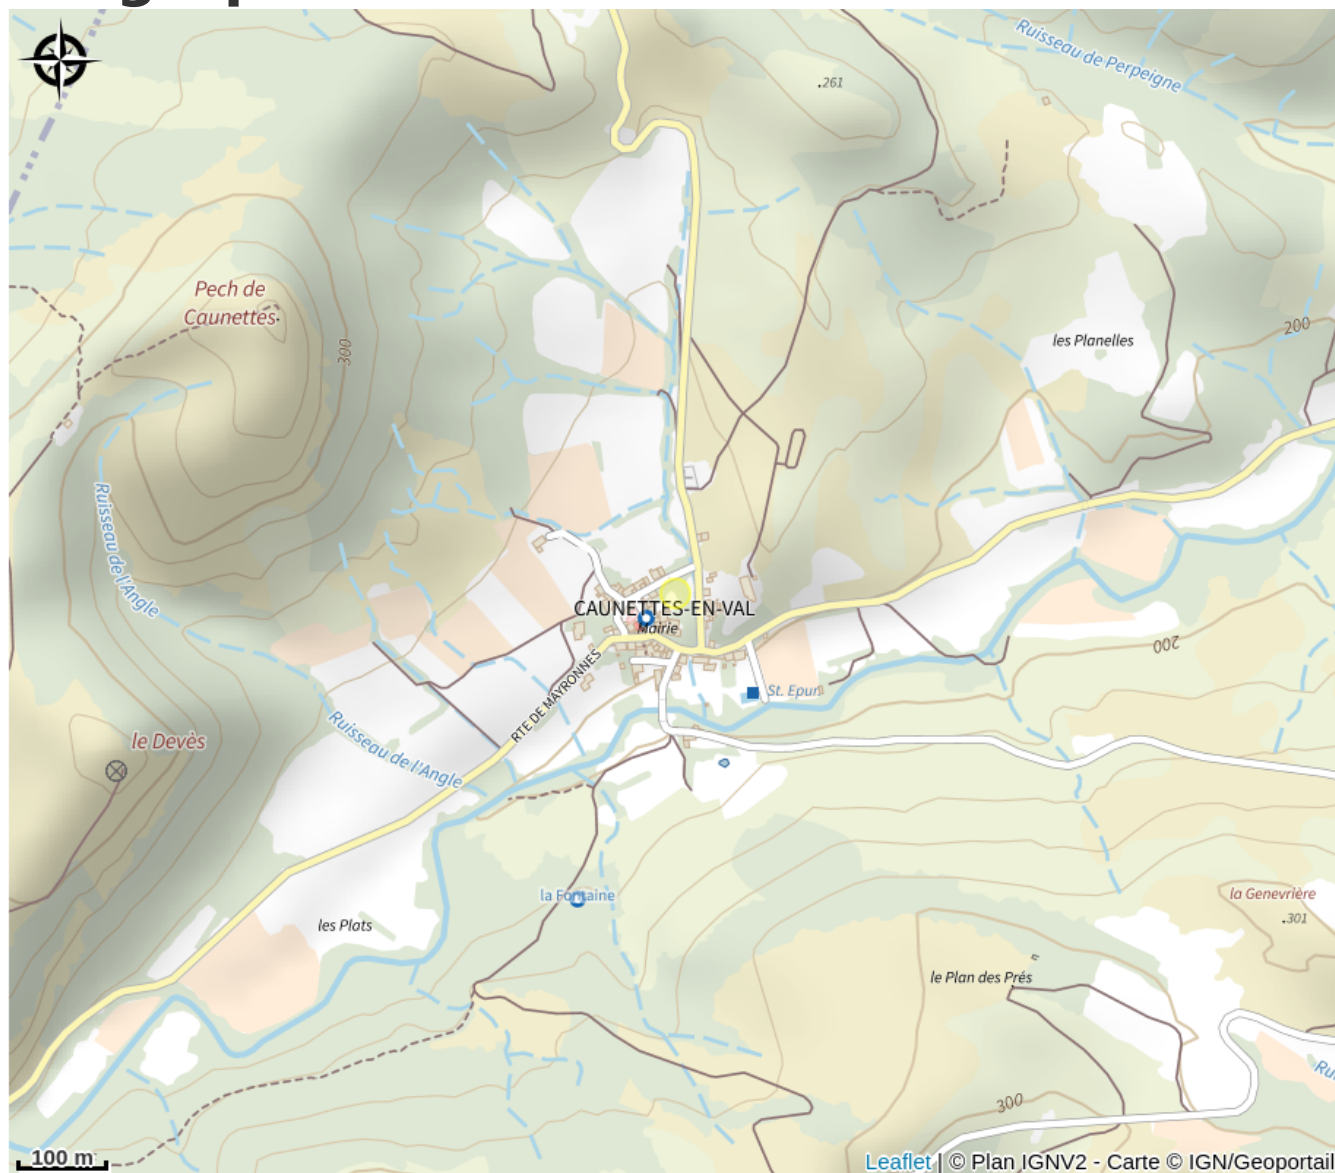 Ruisseau de Perpeigne
.261
Pech de
Caunettes
300
200
les Planelles
Ruisseau de l'Angle
CAUNETTES-EN-VAL
Mairie
200
RTE DE MAYRONNES
St. Epur.
Ruisseau de l'Angle
le Devès
la Fontaine
la Genevrière
.301
les Plats
le Plan des Prés
300
100 m
Leaflet | © Plan IGNV2 - Carte © IGN/Geoportail